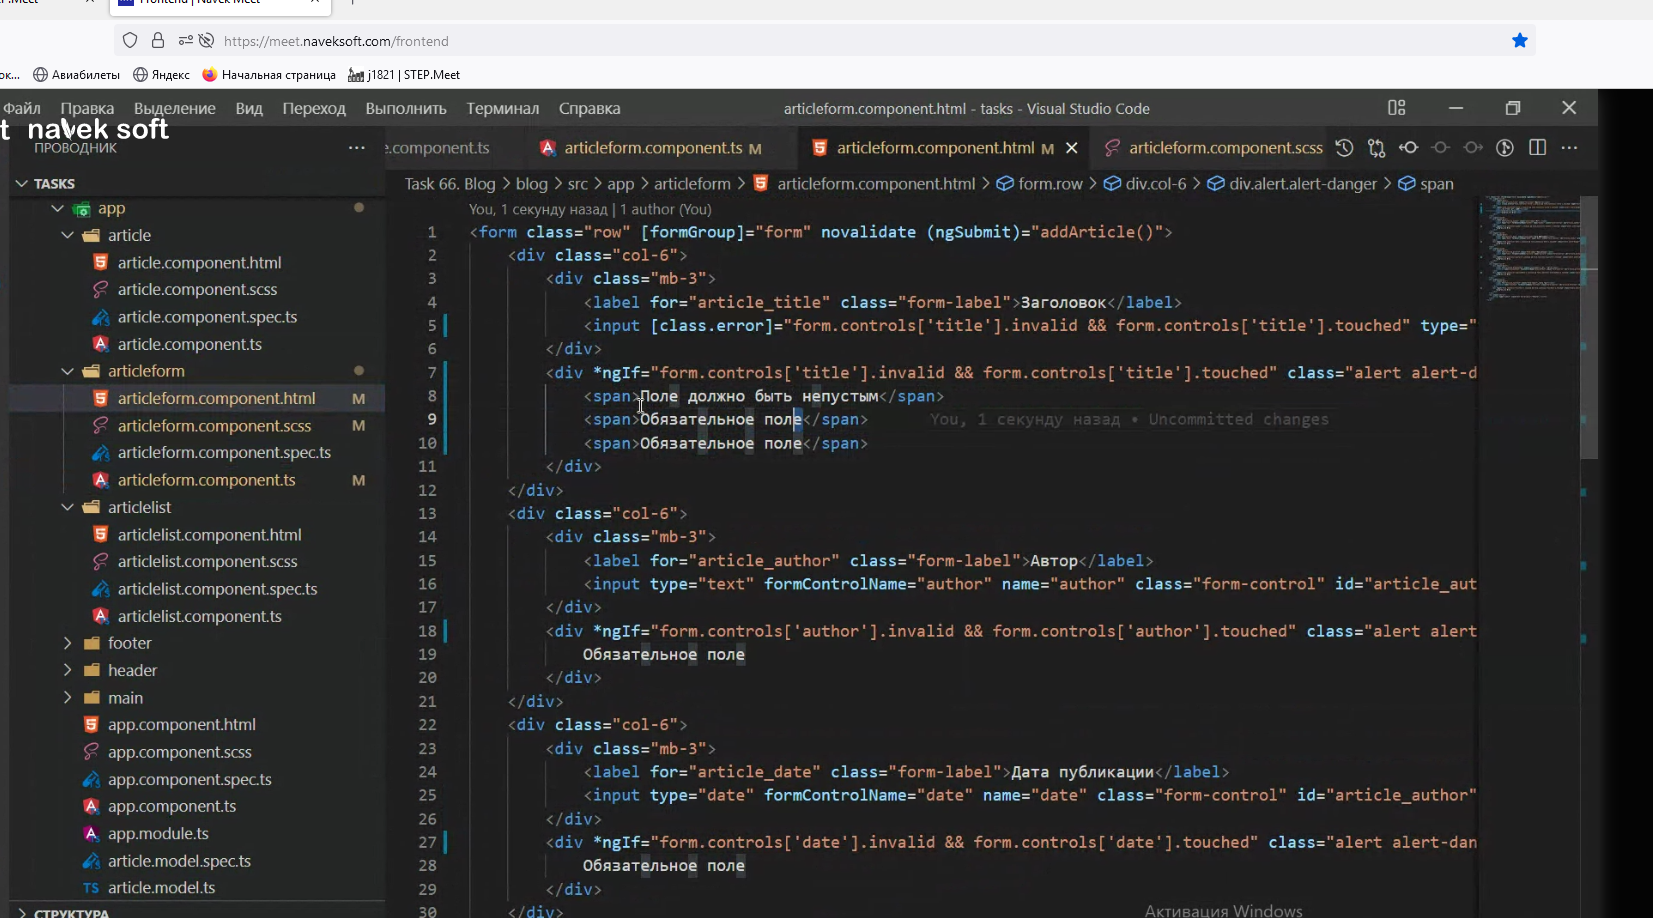 Frontend | Navek Meet
https://meet.naveksoft.com/frontend
Авиабилеты Яндекс Начальная страница j1821 | STEP.Meet
Файл Правка Выделение Вид Переход Выполнить Терминал Справка articleform.component.html - tasks - Visual Studio Code
navek soft
ПРОВОДНИК ···
e.component.ts articleform.component.ts M articleform.component.html M articleform.component.scss
TASKS
Task 66. Blog > blog > src > app > articleform > articleform.component.html > form.row > div.col-6 > div.alert.alert-danger > span
app
article
article.component.html
article.component.scss
article.component.spec.ts
article.component.ts
articleform
articleform.component.html M
articleform.component.scss M
articleform.component.spec.ts
articleform.component.ts M
articlelist
articlelist.component.html
articlelist.component.scss
articlelist.component.spec.ts
articlelist.component.ts
footer
header
main
app.component.html
app.component.scss
app.component.spec.ts
app.component.ts
app.module.ts
article.model.spec.ts
article.model.ts
СТРУКТУРА
You, 1 секунду назад | 1 author (You)
1 <form class="row" [formGroup]="form" novalidate (ngSubmit)="addArticle()">
2 <div class="col-6">
3 <div class="mb-3">
4 <label for="article_title" class="form-label">Заголовок</label>
5 <input [class.error]="form.controls['title'].invalid && form.controls['title'].touched" type="
6 </div>
7 <div *ngIf="form.controls['title'].invalid && form.controls['title'].touched" class="alert alert-d
8 <span>Поле должно быть непустым</span>
9 <span>Обязательное поле</span> You, 1 секунду назад • Uncommitted changes
10 <span>Обязательное поле</span>
11 </div>
12 </div>
13 <div class="col-6">
14 <div class="mb-3">
15 <label for="article_author" class="form-label">Автор</label>
16 <input type="text" formControlName="author" name="author" class="form-control" id="article_aut
17 </div>
18 <div *ngIf="form.controls['author'].invalid && form.controls['author'].touched" class="alert alert
19 Обязательное поле
20 </div>
21 </div>
22 <div class="col-6">
23 <div class="mb-3">
24 <label for="article_date" class="form-label">Дата публикации</label>
25 <input type="date" formControlName="date" name="date" class="form-control" id="article_author"
26 </div>
27 <div *ngIf="form.controls['date'].invalid && form.controls['date'].touched" class="alert alert-dan
28 Обязательное поле
29 </div>
30 </div>
Активация Windows